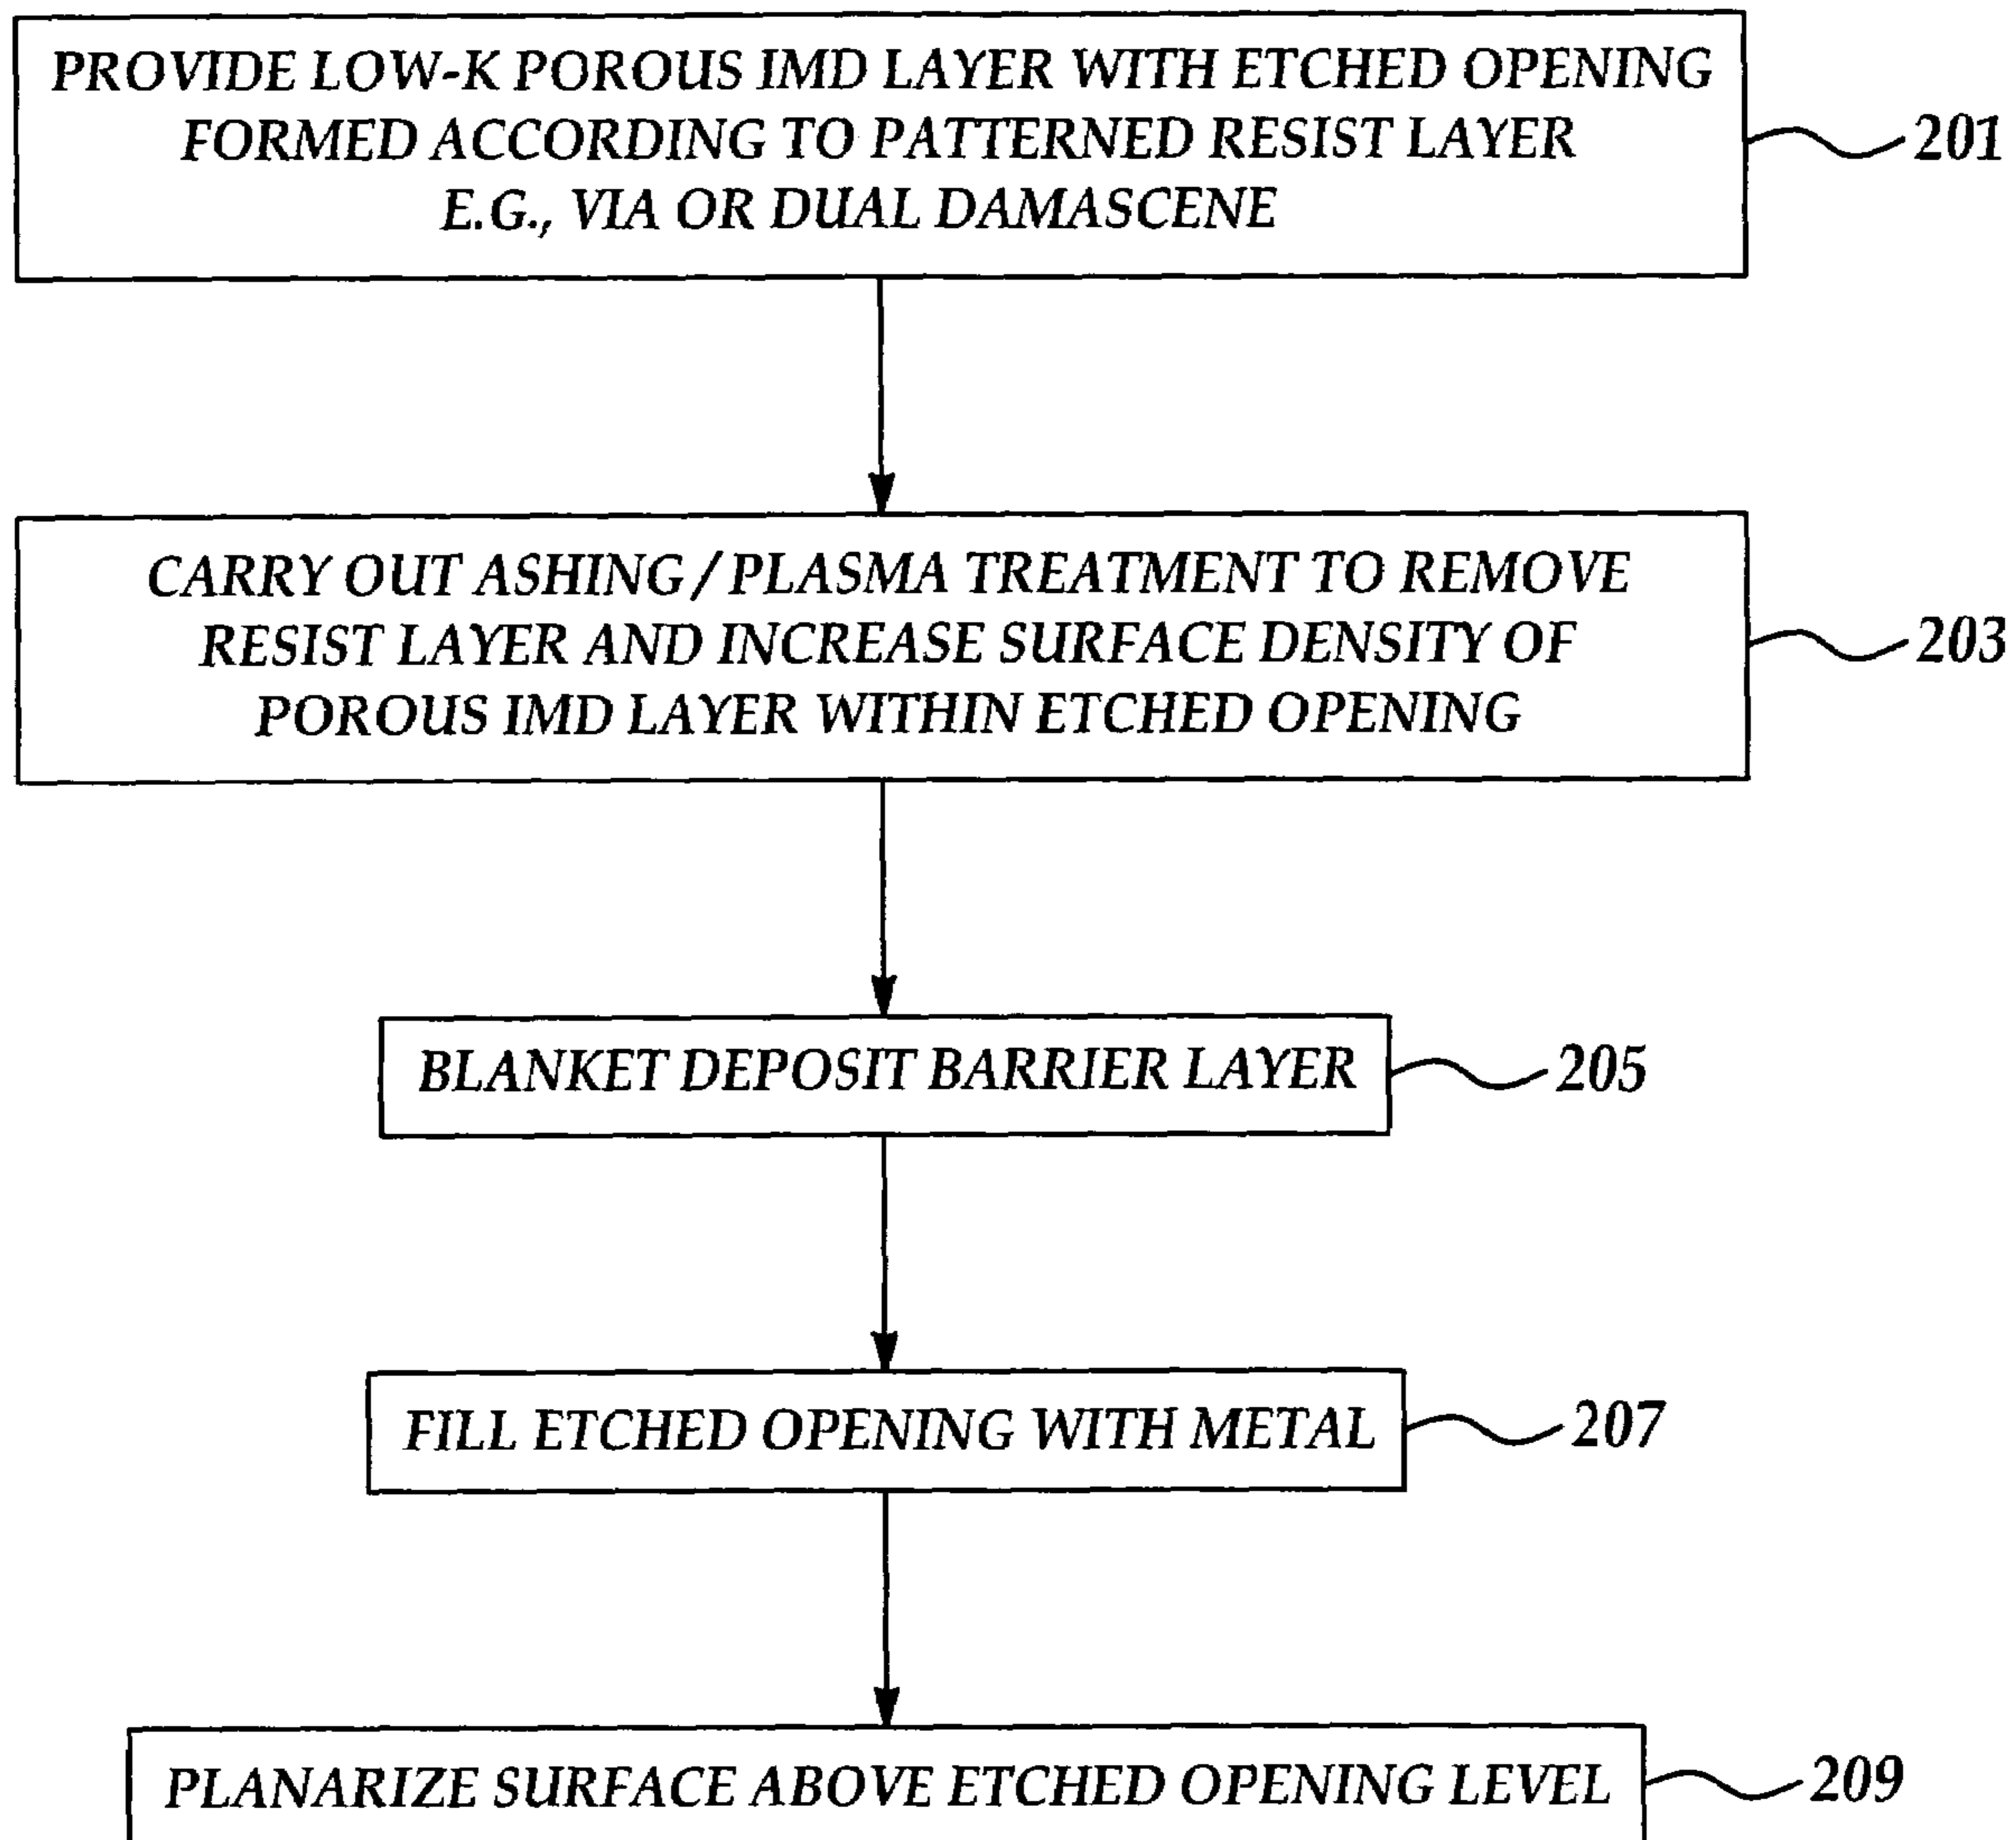 PROVIDE LOW-K POROUS IMD LAYER WITH ETCHED OPENING
FORMED ACCORDING TO PATTERNED RESIST LAYER
E.G., VIA OR DUAL DAMASCENE
201
CARRY OUT ASHING/PLASMA TREATMENT TO REMOVE
RESIST LAYER AND INCREASE SURFACE DENSITY OF
POROUS IMD LAYER WITHIN ETCHED OPENING
203
BLANKET DEPOSIT BARRIER LAYER
205
FILL ETCHED OPENING WITH METAL
207
PLANARIZE SURFACE ABOVE ETCHED OPENING LEVEL
209